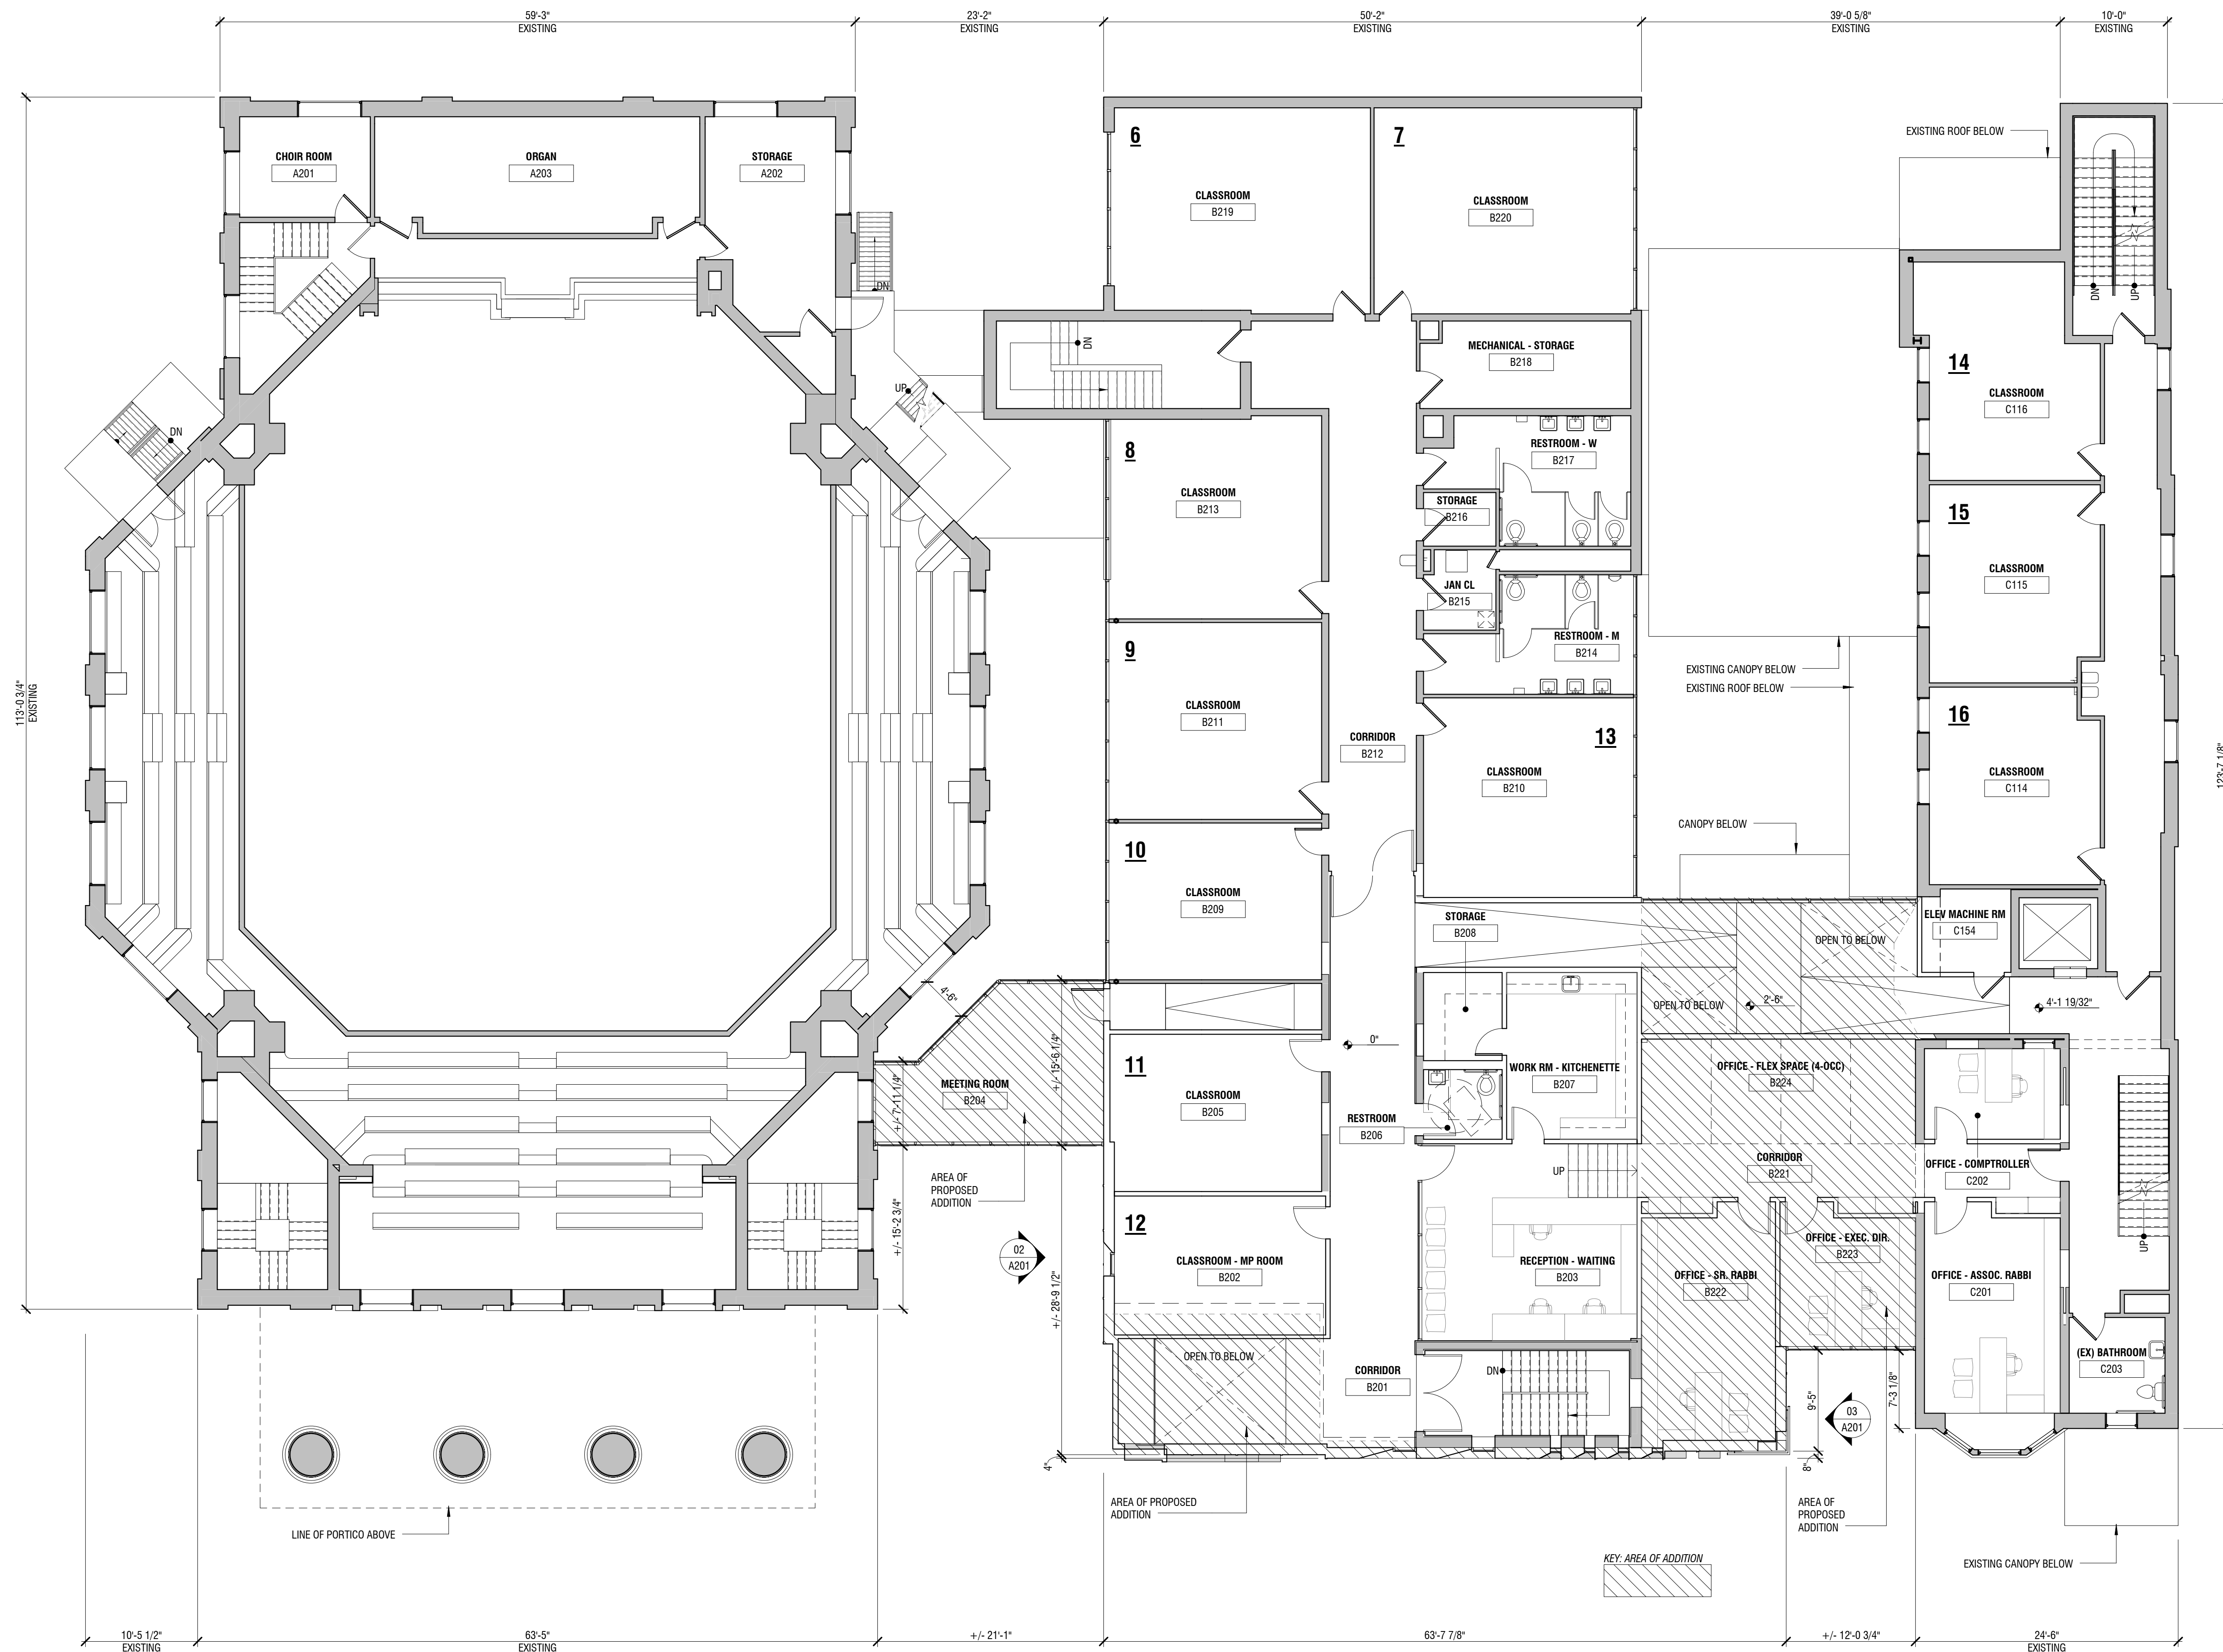 59'-3"
EXISTING
23'-2"
EXISTING
50'-2"
EXISTING
39'-0 5/8"
EXISTING
10'-0"
EXISTING
EXISTING ROOF BELOW
6
7
CHOIR ROOM
A201
ORGAN
A203
STORAGE
A202
CLASSROOM
B219
CLASSROOM
B220
DN
DN
UP
DN
MECHANICAL - STORAGE
B218
14
CLASSROOM
C116
UP
DN
8
RESTROOM - W
B217
CLASSROOM
B213
STORAGE
B216
15
CLASSROOM
C115
JAN CL
B215
9
RESTROOM - M
B214
EXISTING CANOPY BELOW
EXISTING ROOF BELOW
113'-0 3/4"
EXISTING
123'-7 1/8"
CLASSROOM
B211
CORRIDOR
B212
13
CLASSROOM
B210
16
CLASSROOM
C114
CANOPY BELOW
10
CLASSROOM
B209
STORAGE
B208
ELEV MACHINE RM
C154
OPEN TO BELOW
4'-6"
OPEN TO BELOW
2'-6"
4'-1 19/32"
0"
+/- 15'-6 1/4"
+/- 7'-11 1/4"
11
MEETING ROOM
B204
CLASSROOM
B205
WORK RM - KITCHENETTE
B207
OFFICE - FLEX SPACE (4-OCC)
B224
RESTROOM
B206
UP
CORRIDOR
B221
OFFICE - COMPTROLLER
C202
AREA OF
PROPOSED
ADDITION
+/- 15'-2 3/4"
12
02
A201
CLASSROOM - MP ROOM
B202
RECEPTION - WAITING
B203
OFFICE - SR. RABBI
B222
OFFICE - EXEC. DIR.
B223
OFFICE - ASSOC. RABBI
C201
UP
+/- 28'-9 1/2"
OPEN TO BELOW
CORRIDOR
B201
DN
(EX) BATHROOM
C203
9'-5"
7'-3 1/8"
03
A201
4"
8"
AREA OF PROPOSED
ADDITION
AREA OF
PROPOSED
ADDITION
LINE OF PORTICO ABOVE
KEY: AREA OF ADDITION
EXISTING CANOPY BELOW
10'-5 1/2"
EXISTING
63'-5"
EXISTING
+/- 21'-1"
63'-7 7/8"
+/- 12'-0 3/4"
24'-6"
EXISTING